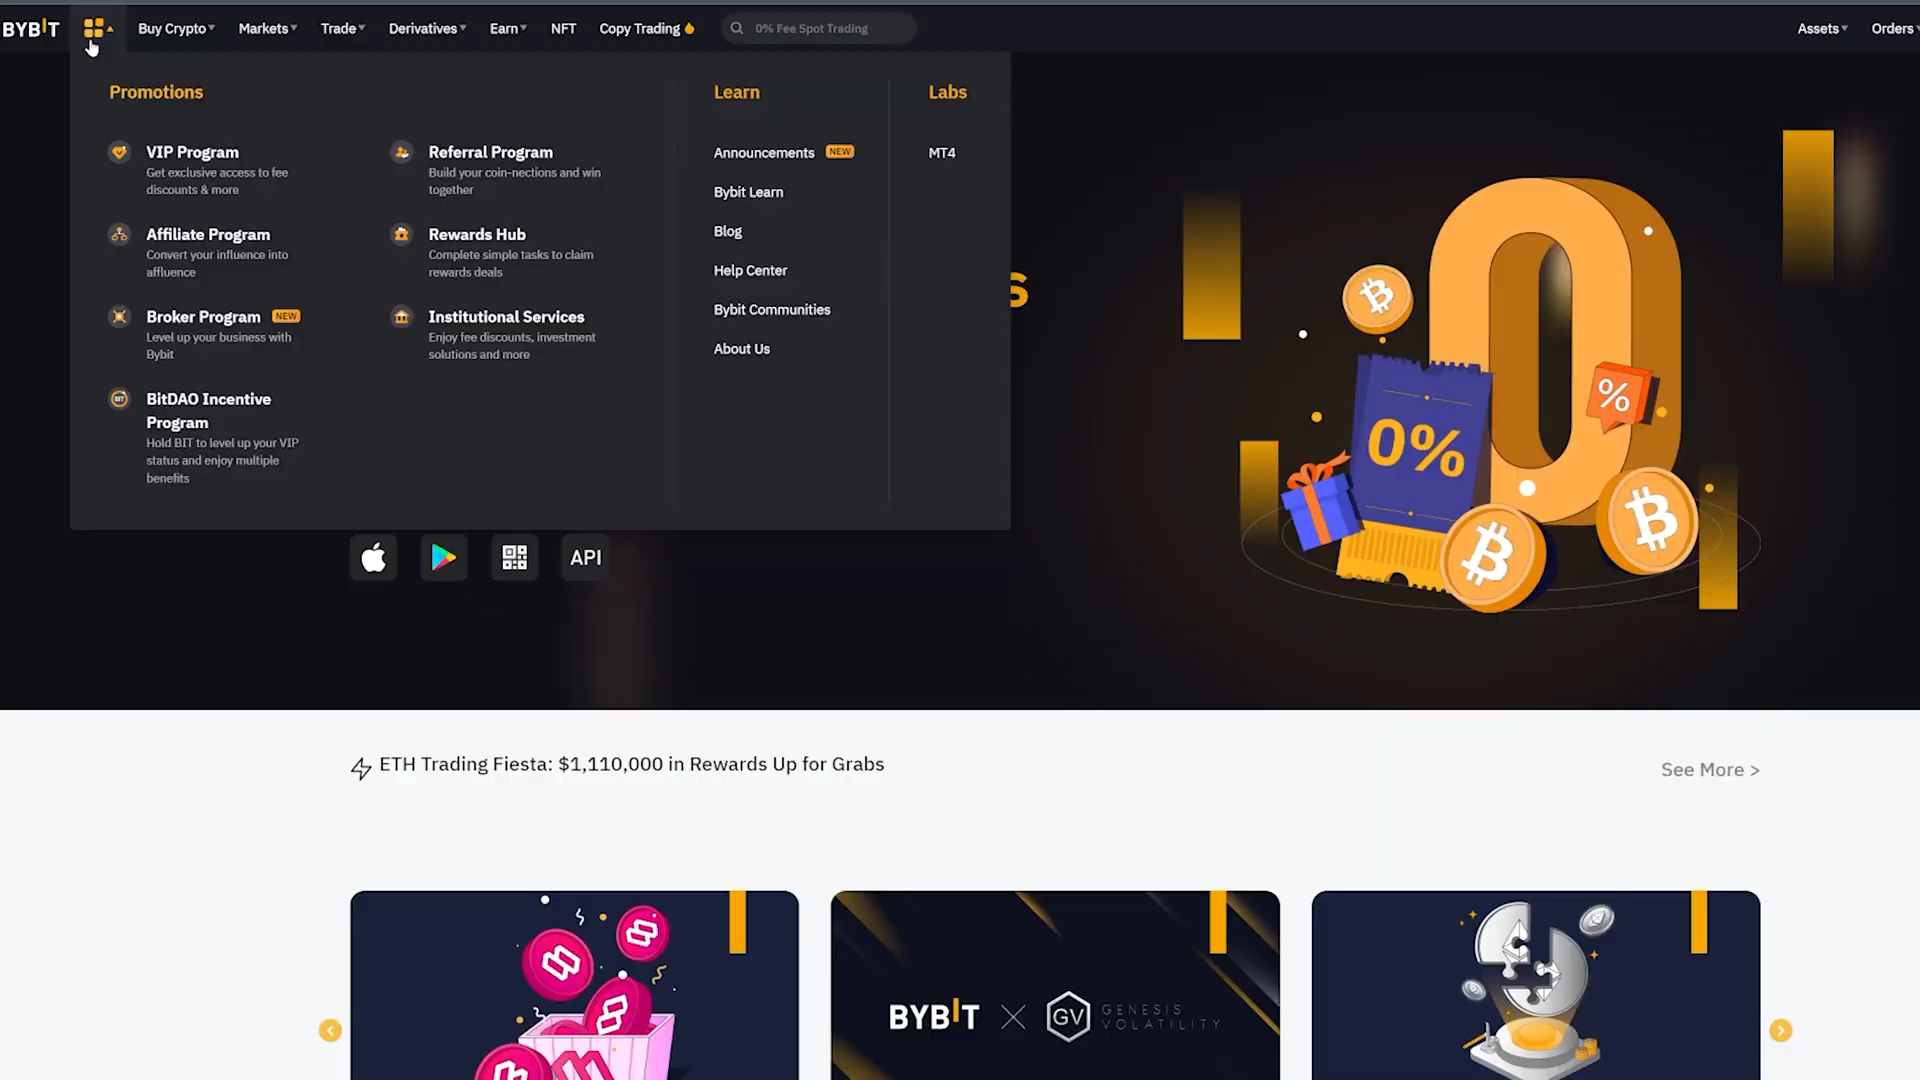 BYBIT
Buy Crypto
Markets
Trade
Derivatives
Earn
NFT
Copy Trading
0% Fee Spot Trading
Assets
Orders
Promotions
VIP Program
Get exclusive access to fee
discounts & more
Affiliate Program
Convert your influence into
affluence
Broker Program NEW
Level up your business with
Bybit
BIT
BitDAO Incentive
Program
Hold BIT to level up your VIP
status and enjoy multiple
benefits
Referral Program
Build your coin-nections and win
together
Rewards Hub
Complete simple tasks to claim
rewards deals
Institutional Services
Enjoy fee discounts, investment
solutions and more
Learn
Announcements NEW
Bybit Learn
Blog
Help Center
Bybit Communities
About Us
Labs
MT4
s
0
0%
%
API
ETH Trading Fiesta: $1,110,000 in Rewards Up for Grabs
See More >
BYBIT
GV
GENESIS
VOLATILITY